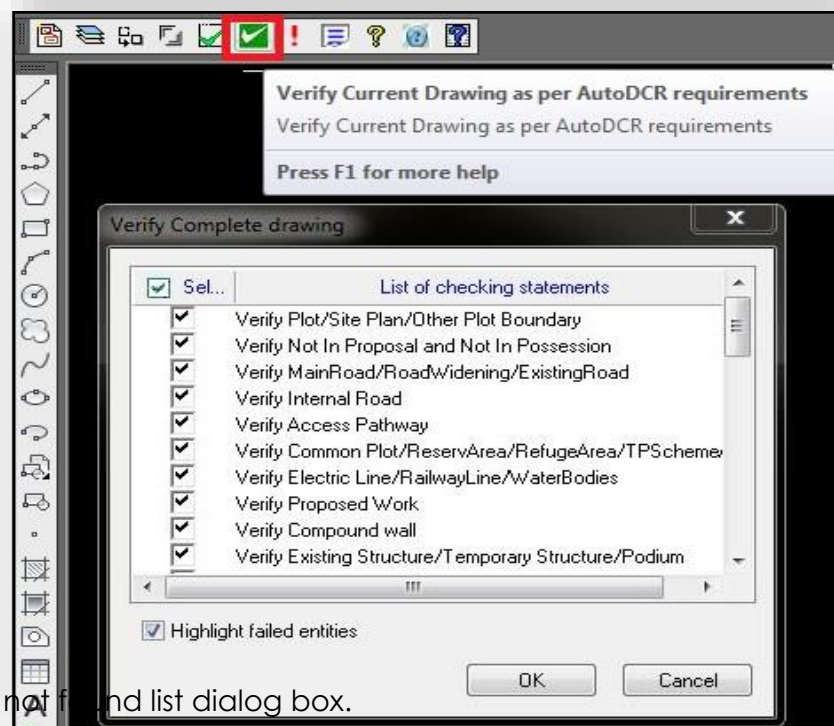 Verify Current Drawing as per AutoDCR requirements
Verify Current Drawing as per AutoDCR requirements
Press F1 for more help
Verify Complete drawing
Sel... List of checking statements
Verify Plot/Site Plan/Other Plot Boundary
Verify Not In Proposal and Not In Possession
Verify MainRoad/RoadWidening/ExistingRoad
Verify Internal Road
Verify Access Pathway
Verify Common Plot/ReservArea/RefugeArea/TPScheme/
Verify Electric Line/RailwayLine/WaterBodies
Verify Proposed Work
Verify Compound wall
Verify Existing Structure/Temporary Structure/Podium
Highlight failed entities
OK Cancel
not found list dialog box.
A